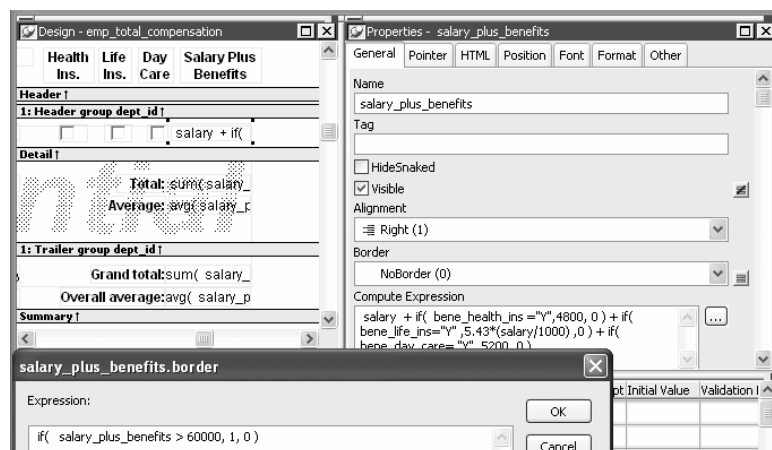 Design - emp_total_compensation
Health Life Day Salary Plus
Ins. Ins. Care Benefits
Header ↑
1: Header group dept_id ↑
salary + if(
Detail ↑
Total: sum( salary_
Average: avg( salary_p
1: Trailer group dept_id ↑
Grand total: sum( salary_
Overall average: avg( salary_p
Summary ↑
Properties - salary_plus_benefits
General Pointer HTML Position Font Format Other
Name
salary_plus_benefits
Tag
HideSnaked
Visible
Alignment
Right (1)
Border
NoBorder (0)
Compute Expression
salary + if( bene_health_ins ="Y",4800, 0 ) + if(
bene_life_ins="Y" ,5.43*(salary/1000) ,0 ) + if(
bene_day_care= "Y", 5200, 0 )
...
pt Initial Value Validation
salary_plus_benefits.border
Expression:
OK
if( salary_plus_benefits > 60000, 1, 0 )
Cancel